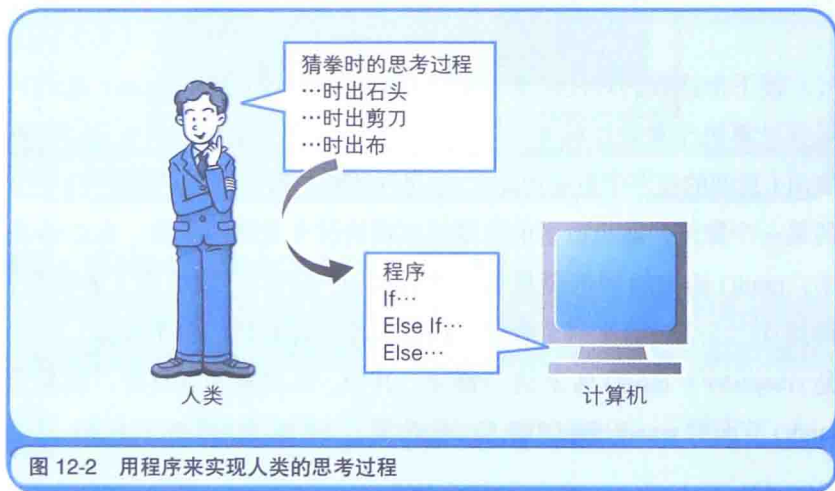 猜拳时的思考过程
…时出石头
…时出剪刀
…时出布
程序
If…
Else If…
Else…
人类
计算机
图 12-2 用程序来实现人类的思考过程